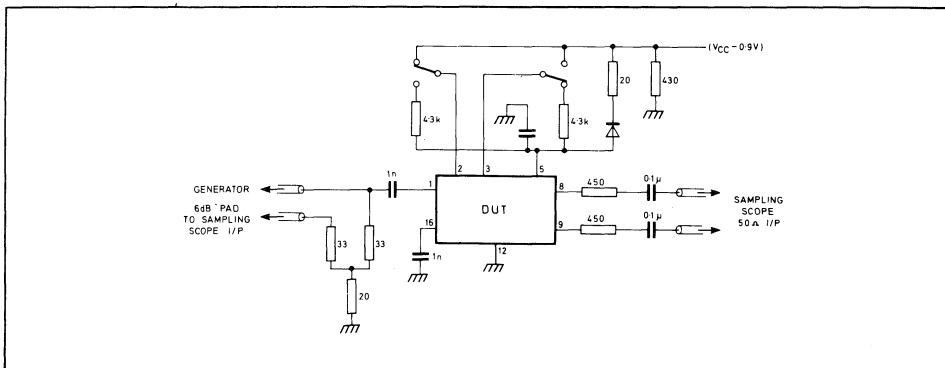 (VCC – 0·9V)
20
430
4·3k
4·3k
1n
2
3
5
GENERATOR
1
8
450
0·1µ
6dB PAD
TO SAMPLING
SCOPE I/P
DUT
SAMPLING
SCOPE
50Ω I/P
16
9
450
0·1µ
33
33
1n
12
20